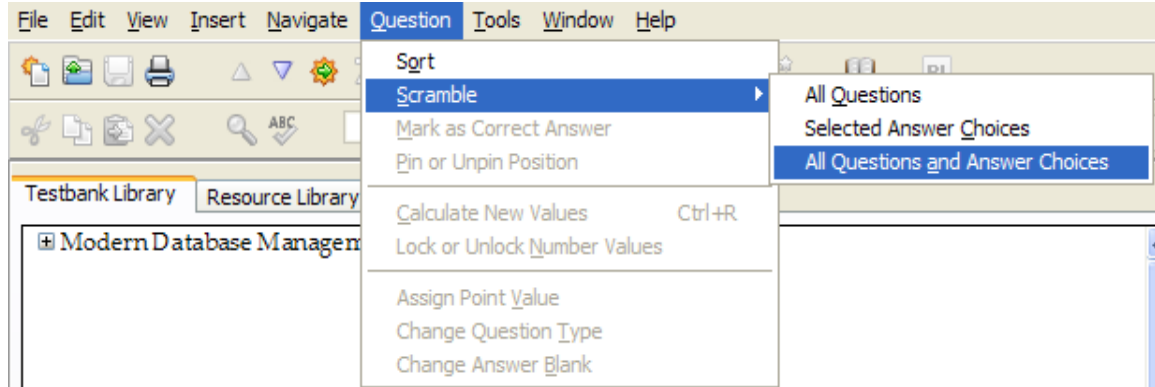 File Edit View Insert Navigate Question Tools Window Help
Sort
Scramble
All Questions
Mark as Correct Answer
Selected Answer Choices
Pin or Unpin Position
All Questions and Answer Choices
ABC
Testbank Library Resource Library
Calculate New Values Ctrl+R
Modern Database Managem
Lock or Unlock Number Values
Assign Point Value
Change Question Type
Change Answer Blank